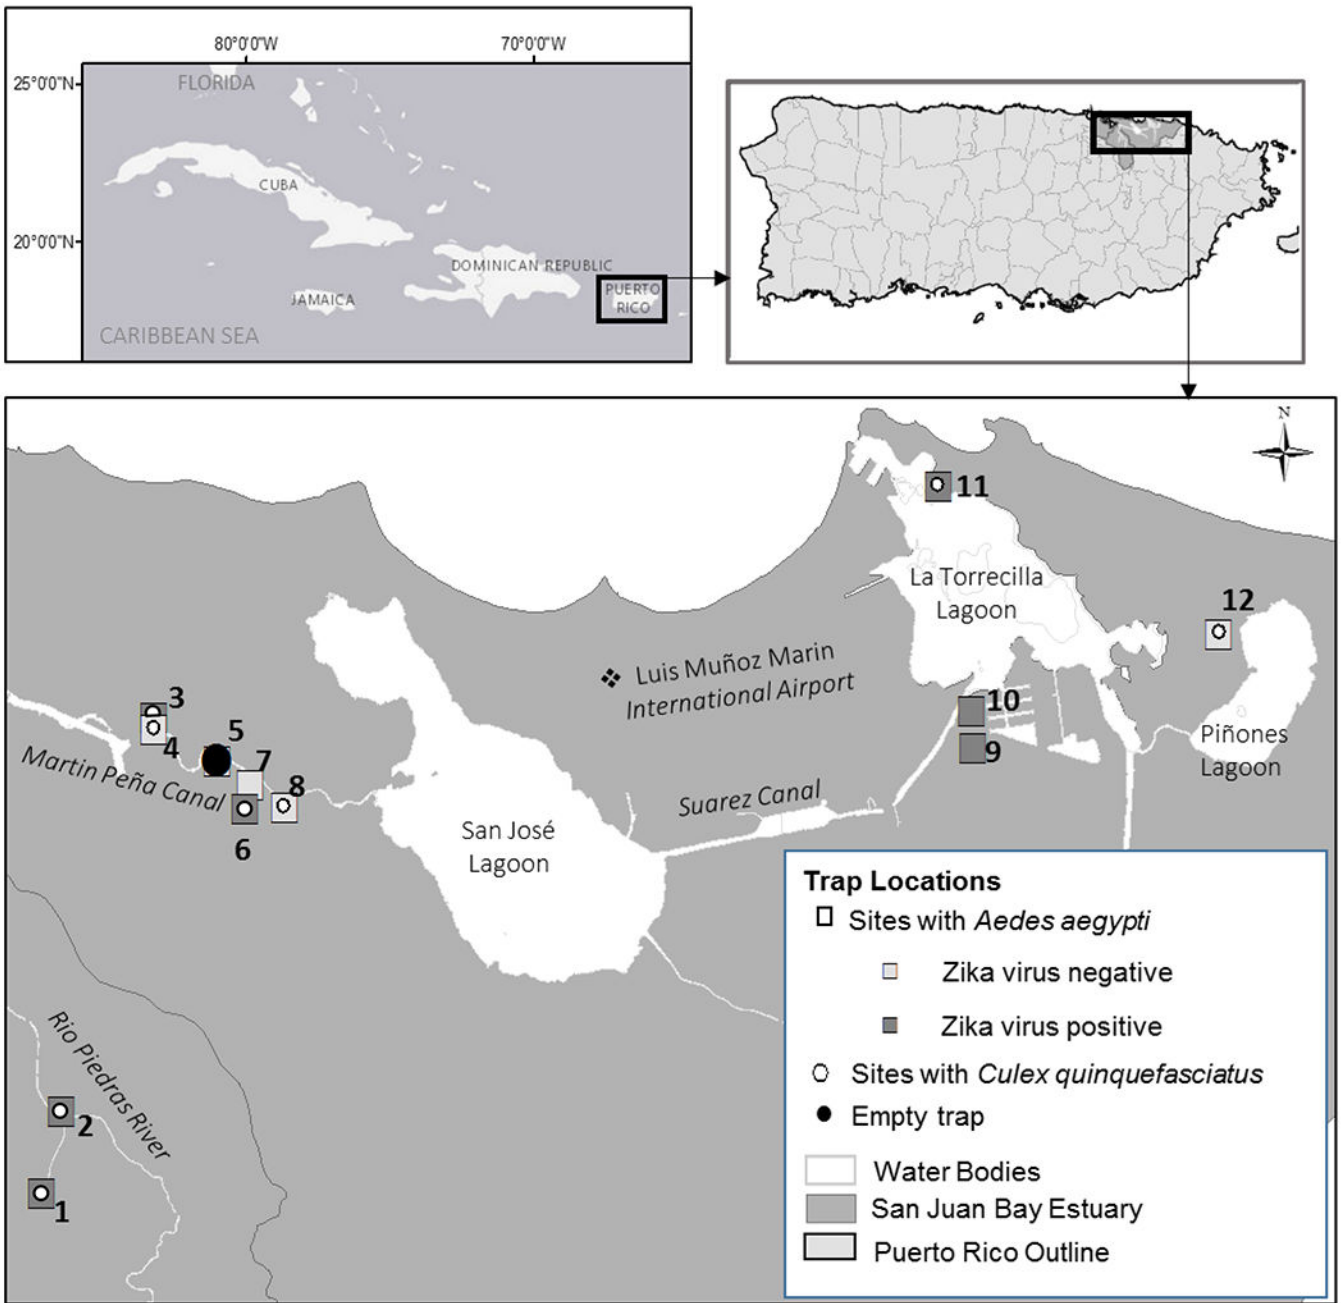 80°0'0"W
70°0'0"W
25°0'0"N
20°0'0"N
FLORIDA
CUBA
DOMINICAN REPUBLIC
JAMAICA
PUERTO
RICO
CARIBBEAN SEA
N
11
La Torrecilla
Lagoon
12
Luis Muñoz Marin
International Airport
3
4
5
7
8
6
10
9
Piñones
Lagoon
Martin Peña Canal
Suarez Canal
San José
Lagoon
Rio Piedras River
2
1
Trap Locations
Sites with Aedes aegypti
Zika virus negative
Zika virus positive
Sites with Culex quinquefasciatus
Empty trap
Water Bodies
San Juan Bay Estuary
Puerto Rico Outline